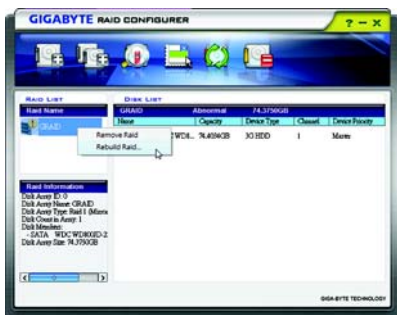 GIGABYTE RAID CONFIGURER
? - x
RAID LIST
DISK LIST
Raid Name
GRAID Abnormal 74.3750GB
Name Capacity Device Type Channel Device Priority
GRAID
WD1... 74.4094GB 3G HDD 1 Master
Remove Raid
Rebuild Raid...
Raid Information
Disk Array ID: 0
Disk Array Name: GRAID
Disk Array Type: Raid 1 (Mirro
Disk Count in Array: 1
Disk Members:
- SATA WDC WD800JD-2
Disk Array Size: 74.3750GB
GIGA-BYTE TECHNOLOGY